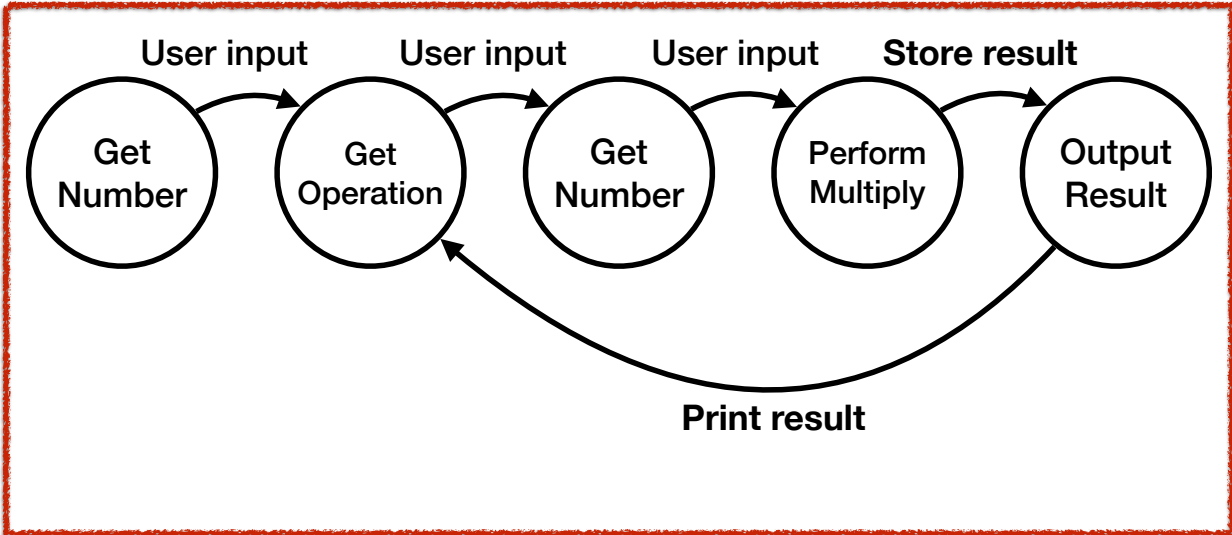 User input
User input
User input
Store result
Get
Number
Get
Operation
Get
Number
Perform
Multiply
Output
Result
Print result